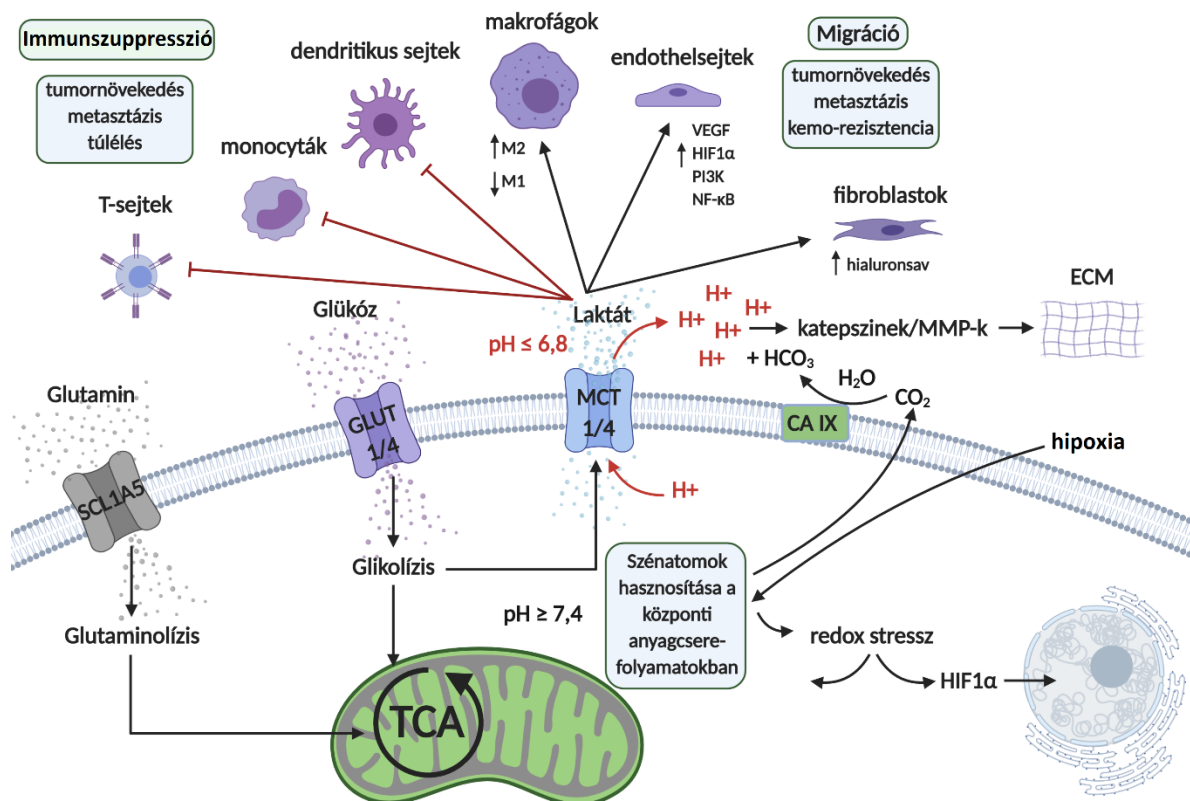 Immunszuppresszió
tumornövekedés
metasztázis
túlélés
T-sejtek
monocyták
dendritikus sejtek
makrofágok
M2
M1
endothelsejtek
VEGF
HIF1α
PI3K
NF-κB
Migráció
tumornövekedés
metasztázis
kemo-rezisztencia
fibroblastok
hialuronsav
ECM
Laktát
pH ≤ 6,8
H+
H+
H+
H+
H+
katepszinek/MMP-k
+ HCO3
H2O
CO2
CA IX
hipoxia
Glükóz
Glutamin
SCL1A5
GLUT
1/4
MCT
1/4
H+
Glikolízis
Glutaminolízis
pH ≥ 7,4
TCA
Szénatomok
hasznosítása a
központi
anyagcsere-
folyamatokban
redox stressz
HIF1α